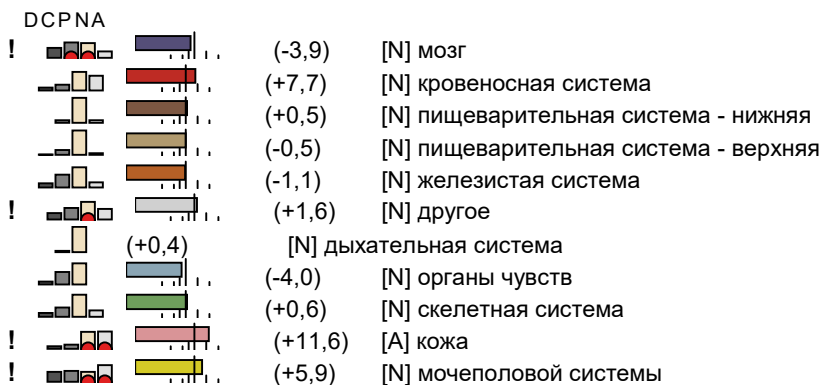 DCPNA
! (-3,9) [N] мозг
(+7,7) [N] кровеносная система
(+0,5) [N] пищеварительная система - нижняя
(-0,5) [N] пищеварительная система - верхняя
(-1,1) [N] железистая система
! (+1,6) [N] другое
(+0,4) [N] дыхательная система
(-4,0) [N] органы чувств
(+0,6) [N] скелетная система
! (+11,6) [A] кожа
! (+5,9) [N] мочеполовой системы